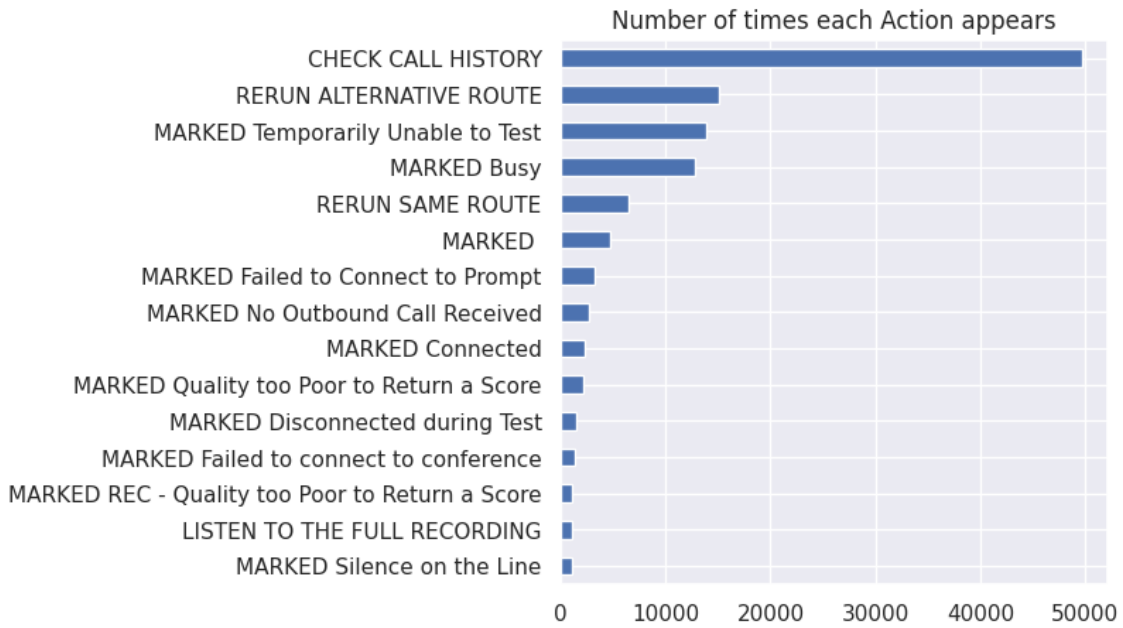 Number of times each Action appears
CHECK CALL HISTORY
RERUN ALTERNATIVE ROUTE
MARKED Temporarily Unable to Test
MARKED Busy
RERUN SAME ROUTE
MARKED
MARKED Failed to Connect to Prompt
MARKED No Outbound Call Received
MARKED Connected
MARKED Quality too Poor to Return a Score
MARKED Disconnected during Test
MARKED Failed to connect to conference
MARKED REC - Quality too Poor to Return a Score
LISTEN TO THE FULL RECORDING
MARKED Silence on the Line
0 10000 20000 30000 40000 50000